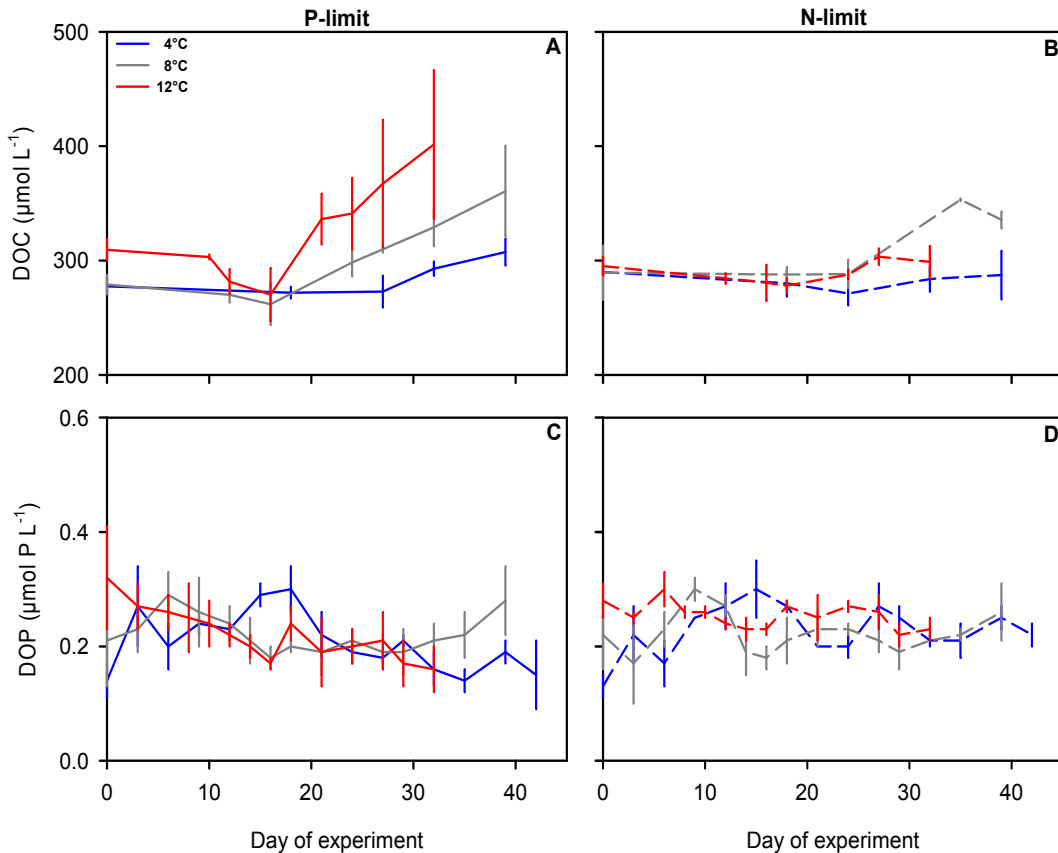 P-limit
N-limit
500
A
B
4°C
8°C
12°C
400
DOC (µmol L⁻¹)
300
200
0.6
C
D
0.4
DOP (µmol P L⁻¹)
0.2
0.0
0 10 20 30 40
0 10 20 30 40
Day of experiment
Day of experiment